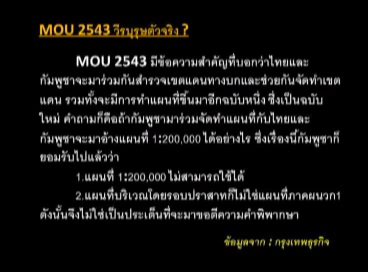 MOU 2543 วีรบุรุษตัวจริง ?
MOU 2543 มีข้อความสำคัญที่บอกว่าไทยและ
กัมพูชาจะมาร่วมกันสำรวจเขตแดนทางบกและช่วยกันจัดทำเขต
แดน รวมทั้งจะมีการทำแผนที่ขึ้นมาอีกฉบับหนึ่ง ซึ่งเป็นฉบับ
ใหม่ คำถามก็คือถ้ากัมพูชามาร่วมจัดทำแผนที่กับไทยและ
กัมพูชาจะมาอ้างแผนที่ 1:200,000 ได้อย่างไร ซึ่งเรื่องนี้กัมพูชาก็
ยอมรับไปแล้วว่า
1.แผนที่ 1:200,000 ไม่สามารถใช้ได้
2.แผนที่บริเวณโดยรอบปราสาทก็ไม่ใช่แผนที่ภาคผนวก1
ดังนั้นจึงไม่ใช่เป็นประเด็นที่จะมาขอตีความคำพิพากษา
ข้อมูลจาก : กรุงเทพธุรกิจ